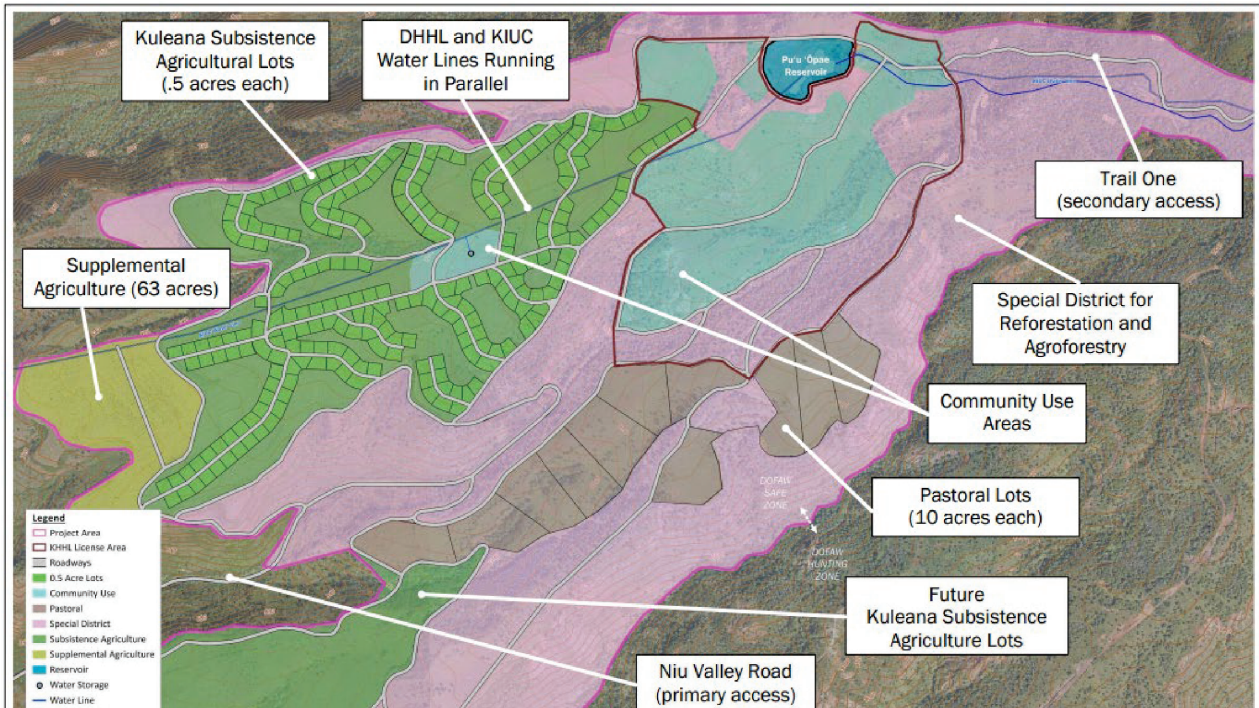 Kuleana Subsistence
Agricultural Lots
(.5 acres each)
DHHL and KIUC
Water Lines Running
in Parallel
Pu‘u ‘Ōpae
Reservoir
Trail One
(secondary access)
Supplemental
Agriculture (63 acres)
Special District for
Reforestation and
Agroforestry
Community Use
Areas
Pastoral Lots
(10 acres each)
DOFAW
SAFE
ZONE
DOFAW
HUNTING
ZONE
Future
Kuleana Subsistence
Agriculture Lots
Niu Valley Road
(primary access)
Legend
Project Area
KHHL License Area
Roadways
0.5 Acre Lots
Community Use
Pastoral
Special District
Subsistence Agriculture
Supplemental Agriculture
Reservoir
Water Storage
Water Line